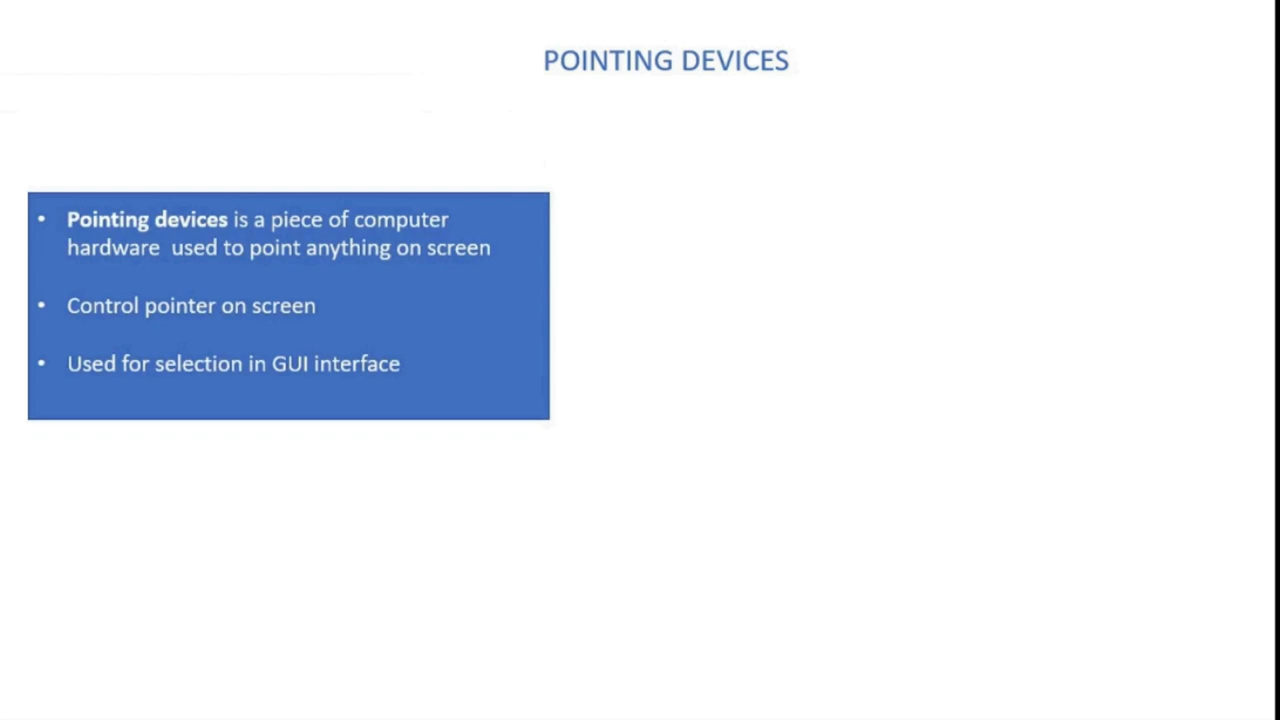 POINTING DEVICES
• Pointing devices is a piece of computer
hardware  used to point anything on screen
• Control pointer on screen
• Used for selection in GUI interface